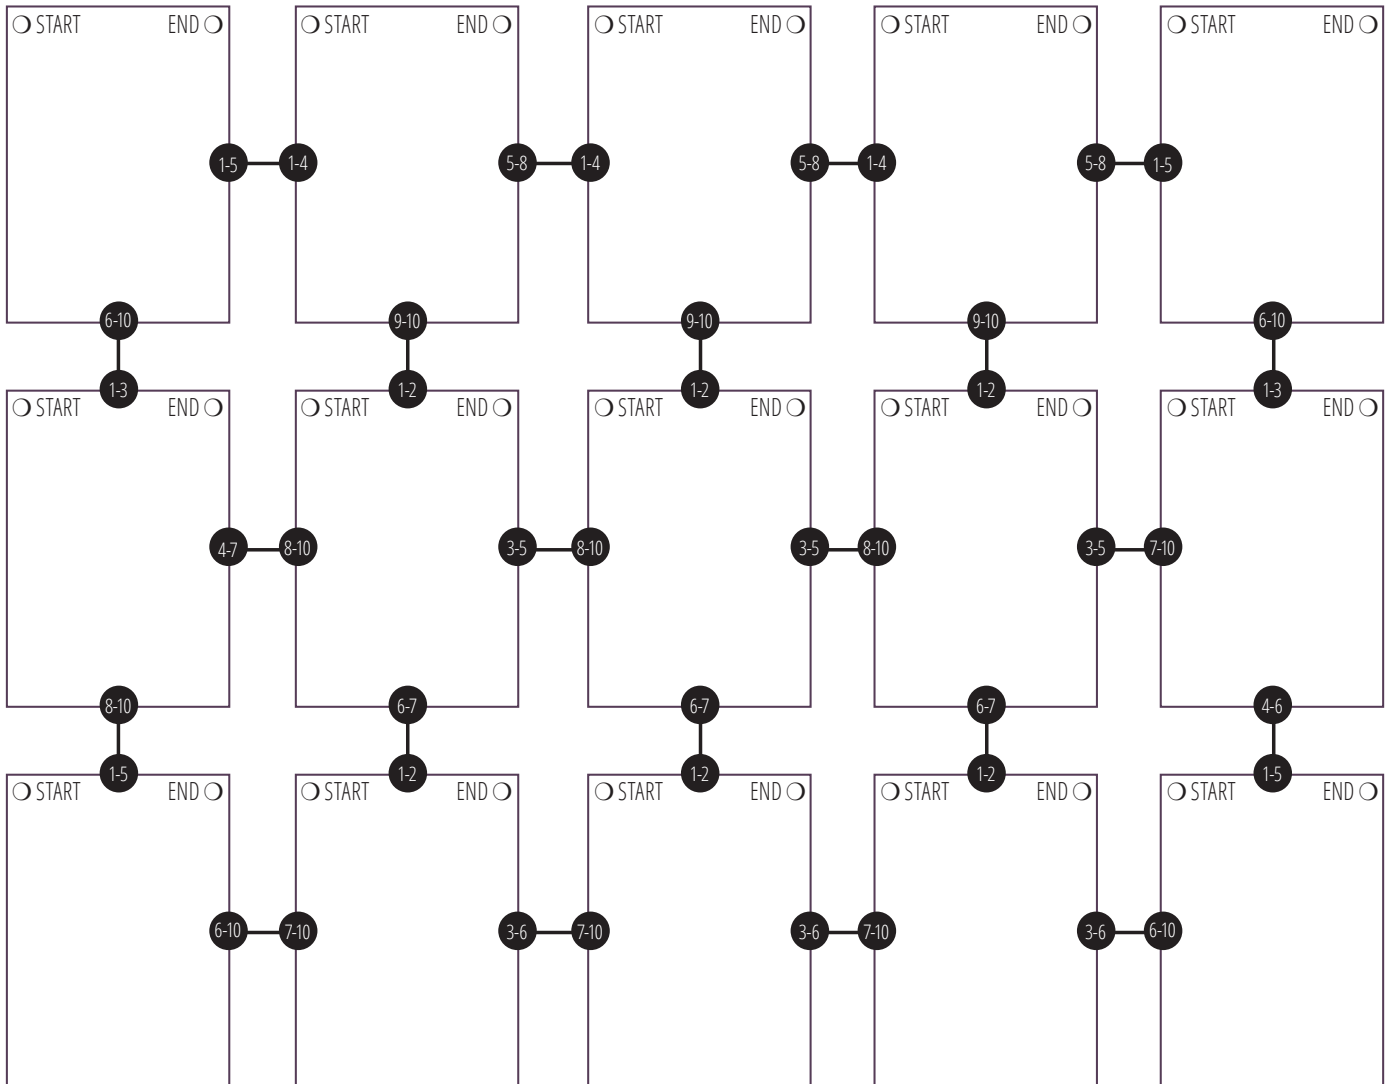 START END START END START END START END START END
1-5 1-4 5-8 1-4 5-8 1-4 5-8 1-5
6-10 9-10 9-10 9-10 6-10
1-3 1-2 1-2 1-2 1-3
START END START END START END START END START END
4-7 8-10 3-5 8-10 3-5 8-10 3-5 7-10
8-10 6-7 6-7 6-7 4-6
1-5 1-2 1-2 1-2 1-5
START END START END START END START END START END
6-10 7-10 3-6 7-10 3-6 7-10 3-6 6-10